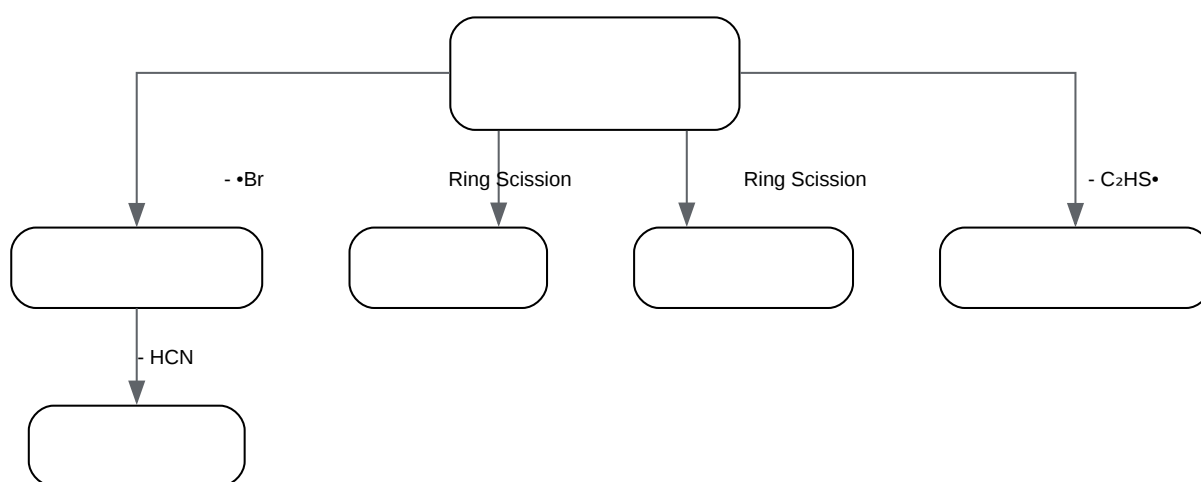 - •Br
Ring Scission
Ring Scission
- C₂HS•
- HCN